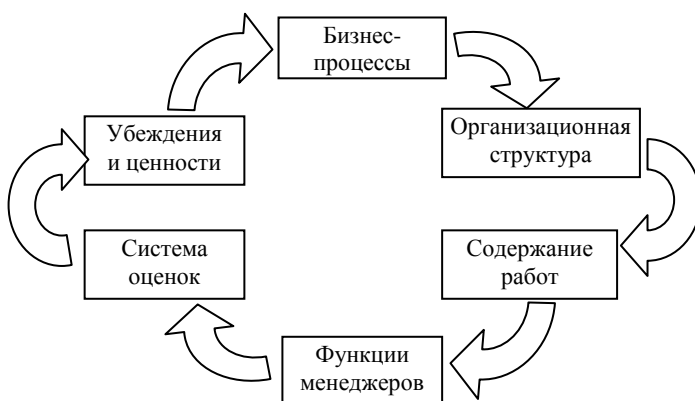 Бизнес-
процессы
Организационная
структура
Содержание
работ
Функции
менеджеров
Система
оценок
Убеждения
и ценности